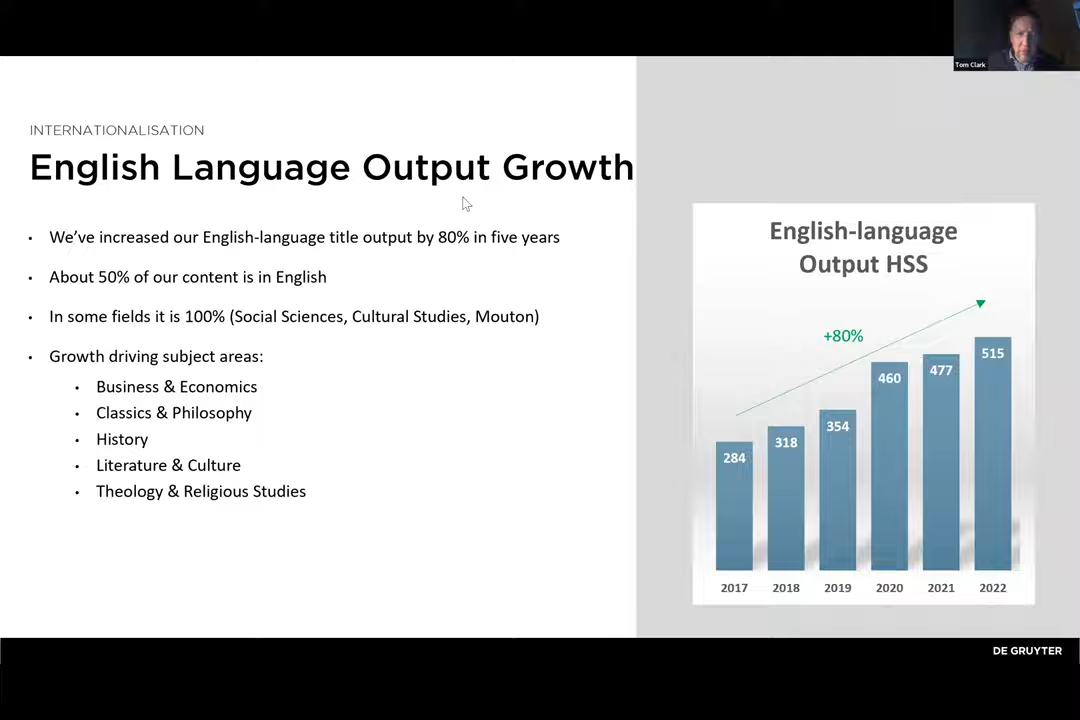 Tom Clark
INTERNATIONALISATION
English Language Output Growth
• We’ve increased our English-language title output by 80% in five years
• About 50% of our content is in English
• In some fields it is 100% (Social Sciences, Cultural Studies, Mouton)
• Growth driving subject areas:
• Business & Economics
• Classics & Philosophy
• History
• Literature & Culture
• Theology & Religious Studies
English-language
Output HSS
+80%
284
318
354
460
477
515
2017 2018 2019 2020 2021 2022
DE GRUYTER